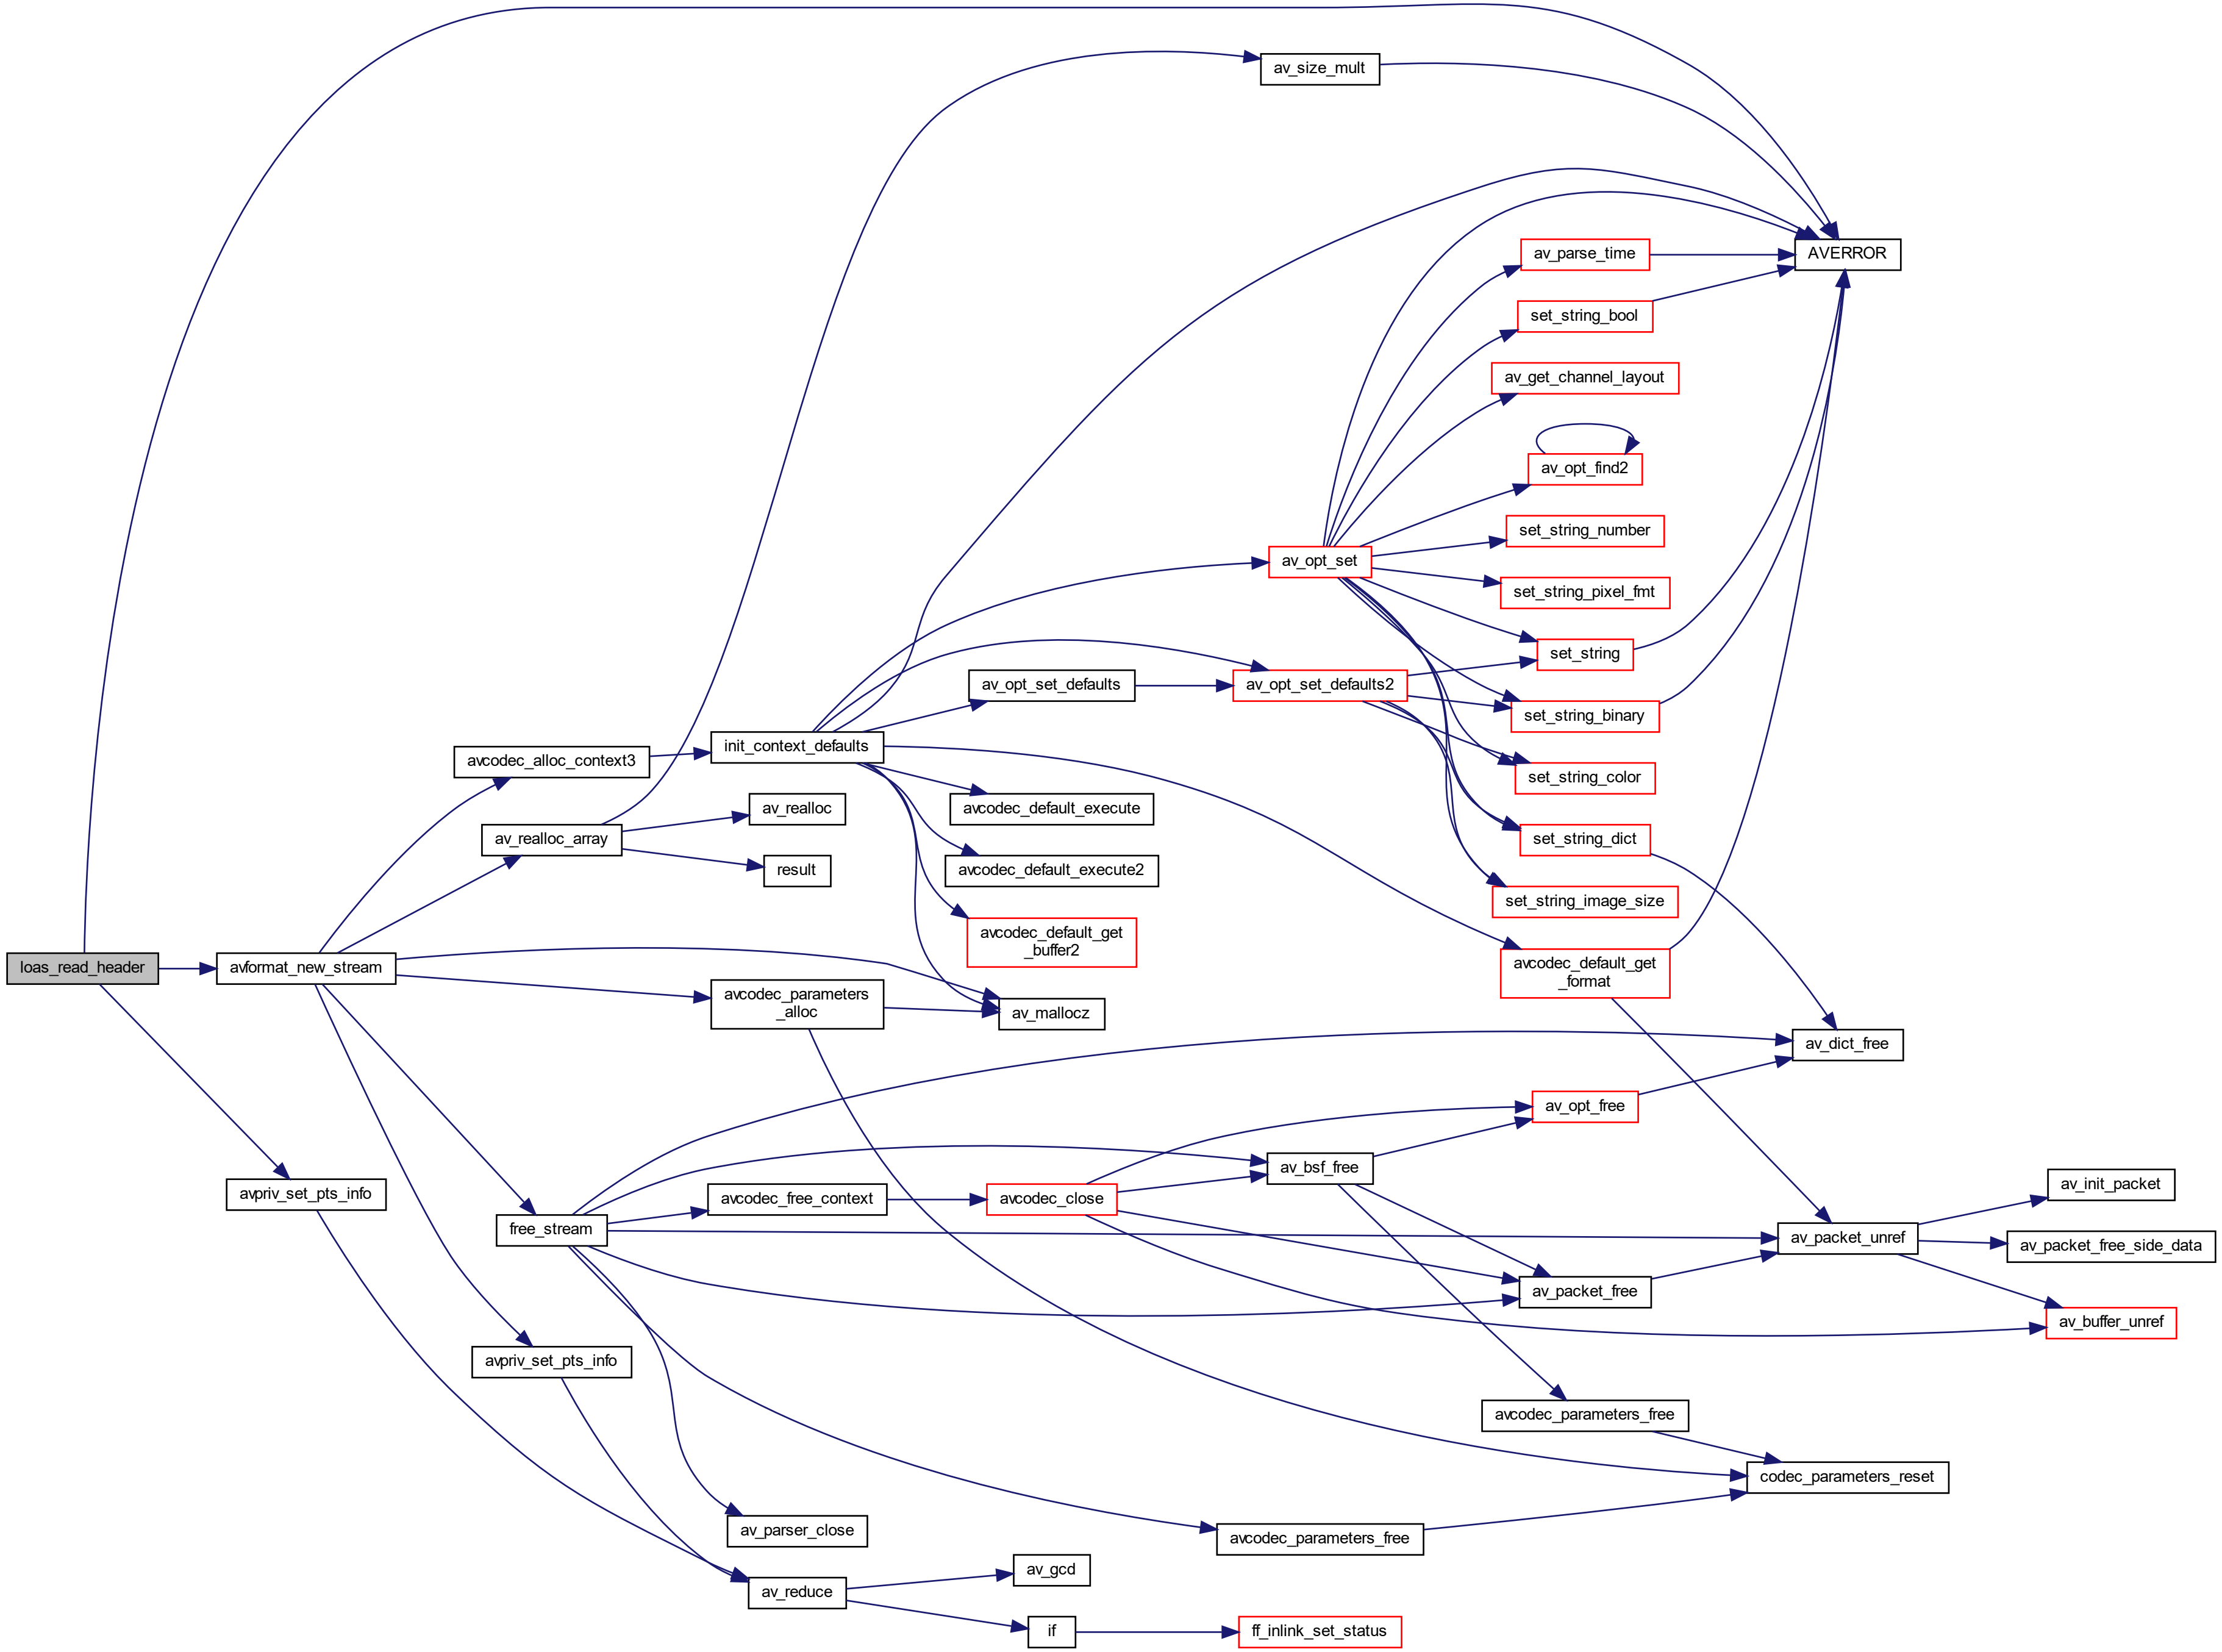 av_size_mult
AVERROR
av_parse_time
set_string_bool
av_get_channel_layout
av_opt_find2
set_string_number
av_opt_set
set_string_pixel_fmt
set_string
av_opt_set_defaults
av_opt_set_defaults2
set_string_binary
init_context_defaults
avcodec_alloc_context3
set_string_color
avcodec_default_execute
av_realloc
av_realloc_array
set_string_dict
result
avcodec_default_execute2
set_string_image_size
avcodec_default_get
_buffer2
loas_read_header
avformat_new_stream
avcodec_default_get
_format
avcodec_parameters
_alloc
av_mallocz
av_dict_free
av_opt_free
av_bsf_free
av_init_packet
avpriv_set_pts_info
avcodec_free_context
avcodec_close
free_stream
av_packet_unref
av_packet_free_side_data
av_packet_free
av_buffer_unref
avpriv_set_pts_info
avcodec_parameters_free
codec_parameters_reset
av_parser_close
avcodec_parameters_free
av_gcd
av_reduce
if
ff_inlink_set_status